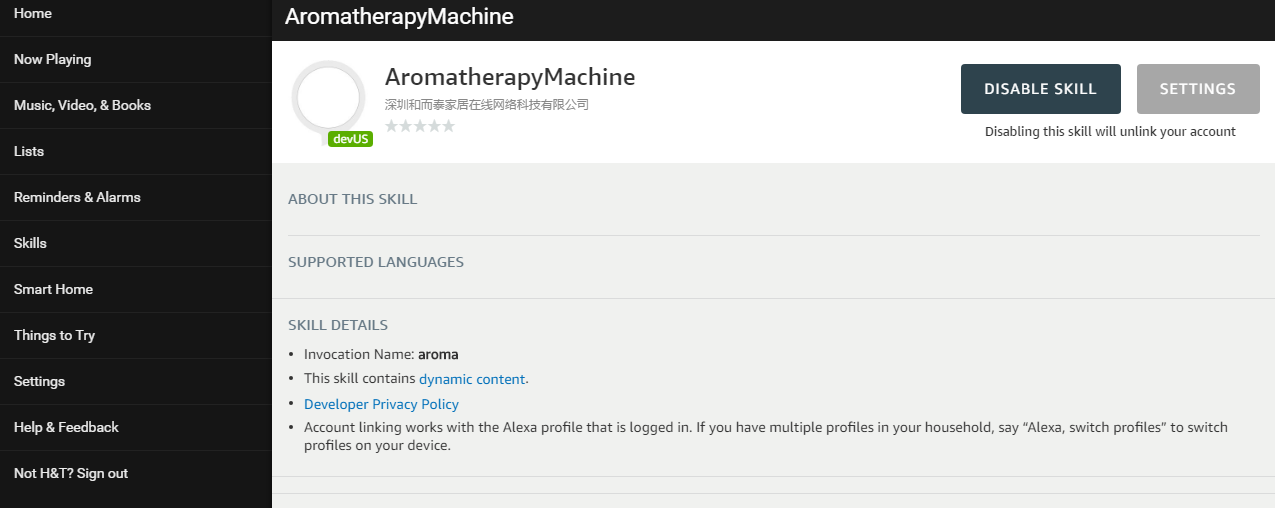 Home
Now Playing
Music, Video, & Books
Lists
Reminders & Alarms
Skills
Smart Home
Things to Try
Settings
Help & Feedback
Not H&T? Sign out
AromatherapyMachine
AromatherapyMachine
深圳和而泰家居在线网络科技有限公司
devUS
DISABLE SKILL
SETTINGS
Disabling this skill will unlink your account
ABOUT THIS SKILL
SUPPORTED LANGUAGES
SKILL DETAILS
• Invocation Name: aroma
• This skill contains dynamic content.
• Developer Privacy Policy
• Account linking works with the Alexa profile that is logged in. If you have multiple profiles in your household, say “Alexa, switch profiles” to switch
profiles on your device.